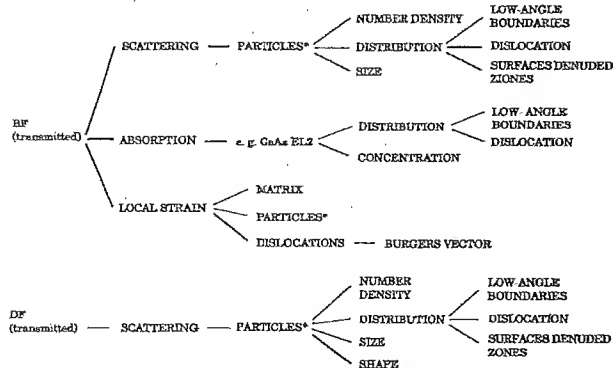 NUMBER DENSITY
LOW-ANGLE
BOUNDARIES
SCATTERING
PARTICLES*
DISTRIBUTION
DISLOCATION
SIZE
SURFACES DENUDED
ZIONES
BF
(transmitted)
ABSORPTION
e. g. GaAs EL2
DISTRIBUTION
LOW-ANGLE
BOUNDARIES
DISLOCATION
CONCENTRATION
LOCAL STRAIN
MATRIX
PARTICLES*
DISLOCATIONS
BURGERS VECTOR
DF
(transmitted)
SCATTERING
PARTICLES*
NUMBER
DENSITY
LOW-ANGLE
BOUNDARIES
DISTRIBUTION
DISLOCATION
SIZE
SURFACES DENUDED
ZONES
SHAPE